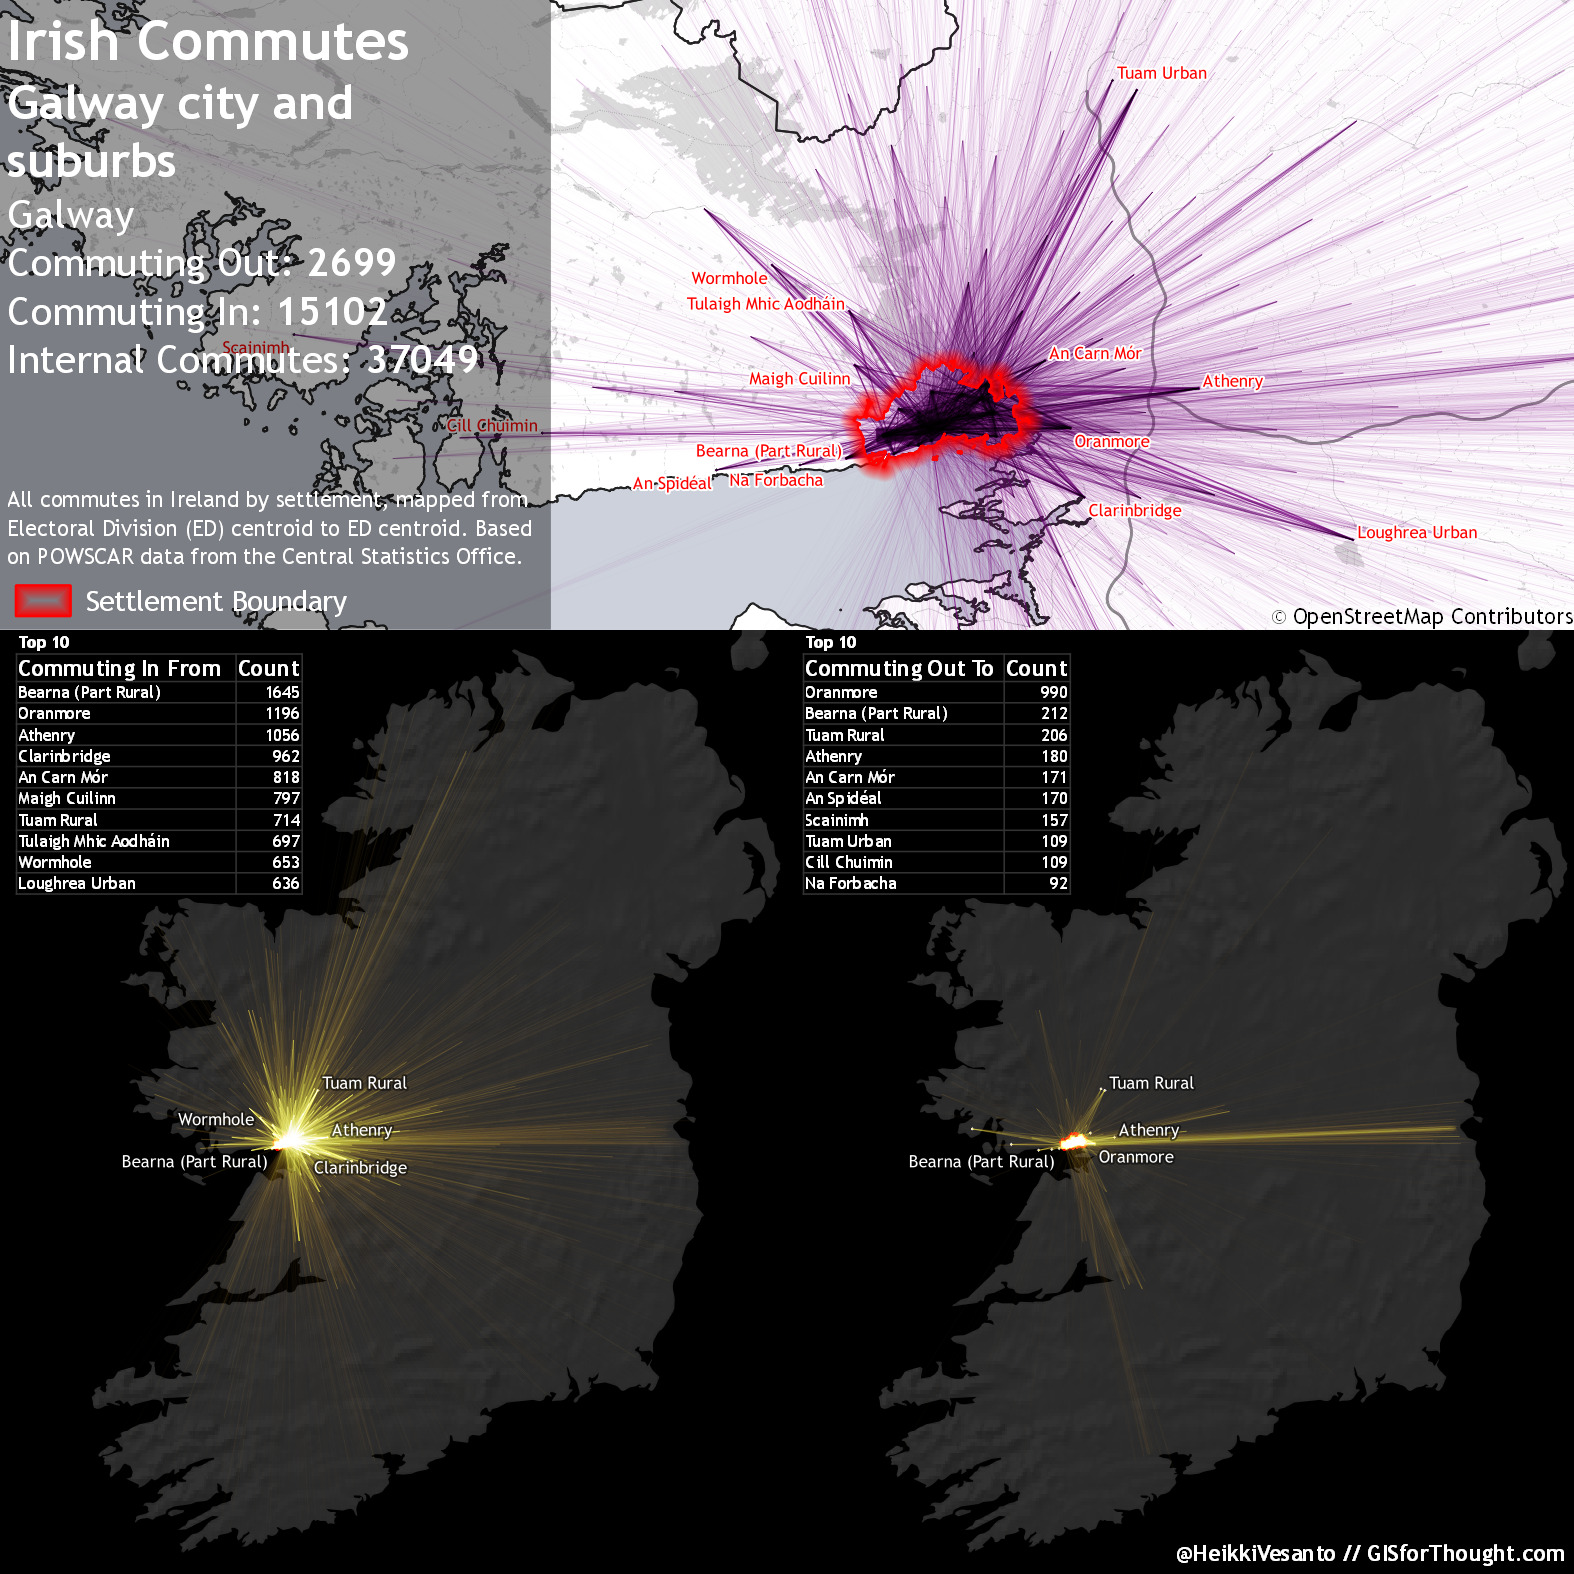 Irish Commutes
Galway city and
suburbs
Galway
Commuting Out: 2699
Commuting In: 15102
Internal Commutes: 37049
All commutes in Ireland by settlement, mapped from
Electoral Division (ED) centroid to ED centroid. Based
on POWSCAR data from the Central Statistics Office.
Settlement Boundary
Tuam Urban
Wormhole
Tulaigh Mhic Aodháin
Scainimh
An Carn Mór
Maigh Cuilinn
Athenry
Cill Chuimin
Oranmore
Bearna (Part Rural)
An Spidéal
Na Forbacha
Clarinbridge
Loughrea Urban
© OpenStreetMap Contributors
Top 10
Commuting In From Count
Bearna (Part Rural) 1645
Oranmore 1196
Athenry 1056
Clarinbridge 962
An Carn Mór 818
Maigh Cuilinn 797
Tuam Rural 714
Tulaigh Mhic Aodháin 697
Wormhole 653
Loughrea Urban 636
Tuam Rural
Wormhole
Athenry
Bearna (Part Rural)
Clarinbridge
Top 10
Commuting Out To Count
Oranmore 990
Bearna (Part Rural) 212
Tuam Rural 206
Athenry 180
An Carn Mór 171
An Spidéal 170
Scainimh 157
Tuam Urban 109
Cill Chuimin 109
Na Forbacha 92
Tuam Rural
Athenry
Bearna (Part Rural)
Oranmore
@HeikkiVesanto // GISforThought.com